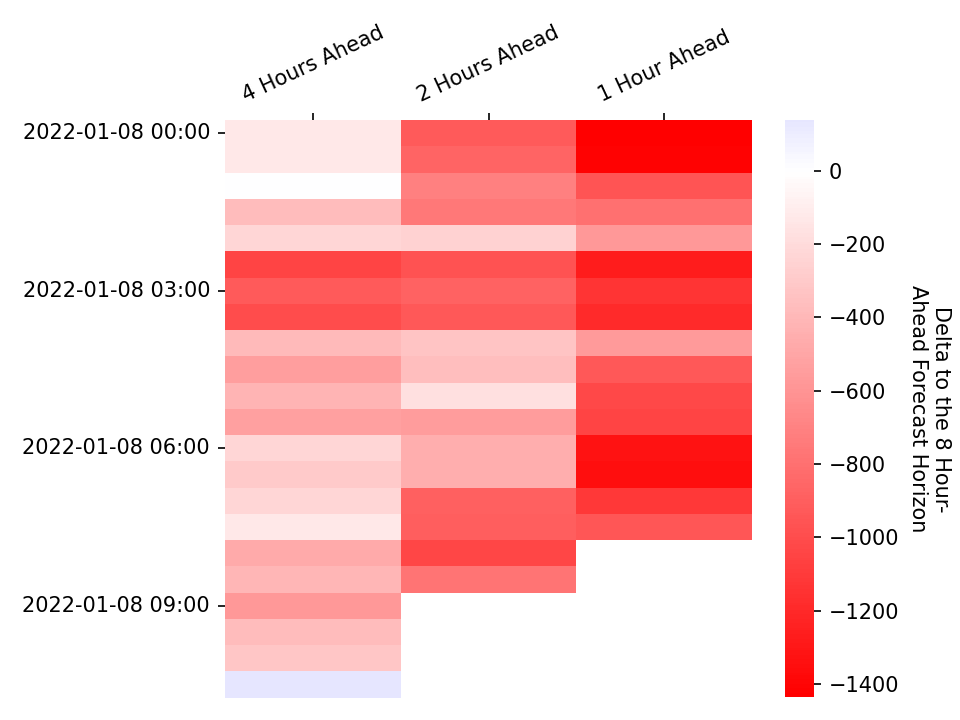 4 Hours Ahead
2 Hours Ahead
1 Hour Ahead
2022-01-08 00:00
2022-01-08 03:00
2022-01-08 06:00
2022-01-08 09:00
0
−200
−400
−600
−800
−1000
−1200
−1400
Delta to the 8 Hour-
Ahead Forecast Horizon